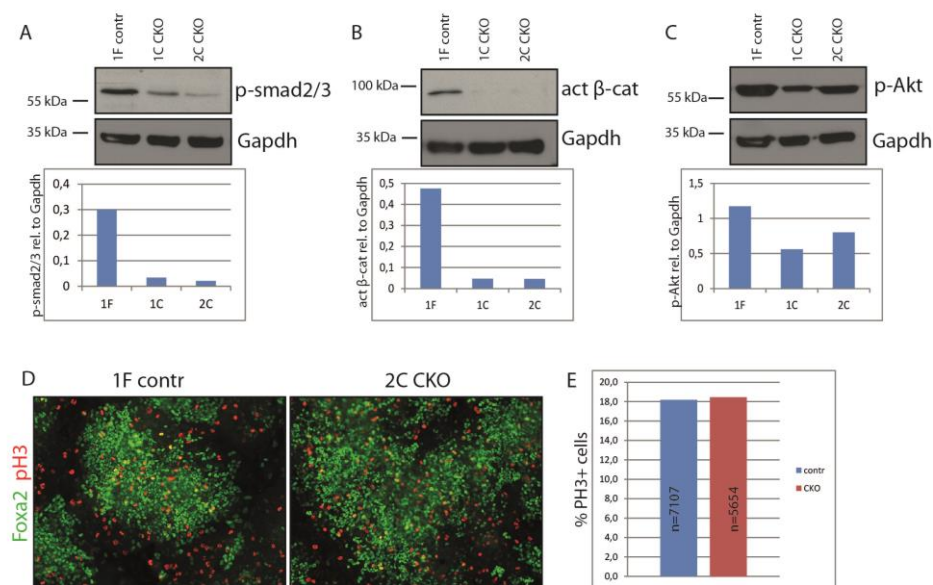 A
1F contr
1C CKO
2C CKO
p-smad2/3
55 kDa
35 kDa
Gapdh
p-smad2/3 rel. to Gapdh
0,4
0,3
0,2
0,1
0
1F 1C 2C
B
1F contr
1C CKO
2C CKO
100 kDa
act β-cat
35 kDa
Gapdh
act β-cat rel. to Gapdh
0,5
0,4
0,3
0,2
0,1
0
1F 1C 2C
C
1F contr
1C CKO
2C CKO
p-Akt
55 kDa
35 kDa
Gapdh
p-Akt rel. to Gapdh
1,5
1
0,5
0
1F 1C 2C
D
1F contr 2C CKO
Foxa2 pH3
E
% PH3+ cells
20,0
18,0
16,0
14,0
12,0
10,0
8,0
6,0
4,0
2,0
0,0
n=7107
n=5654
contr
CKO